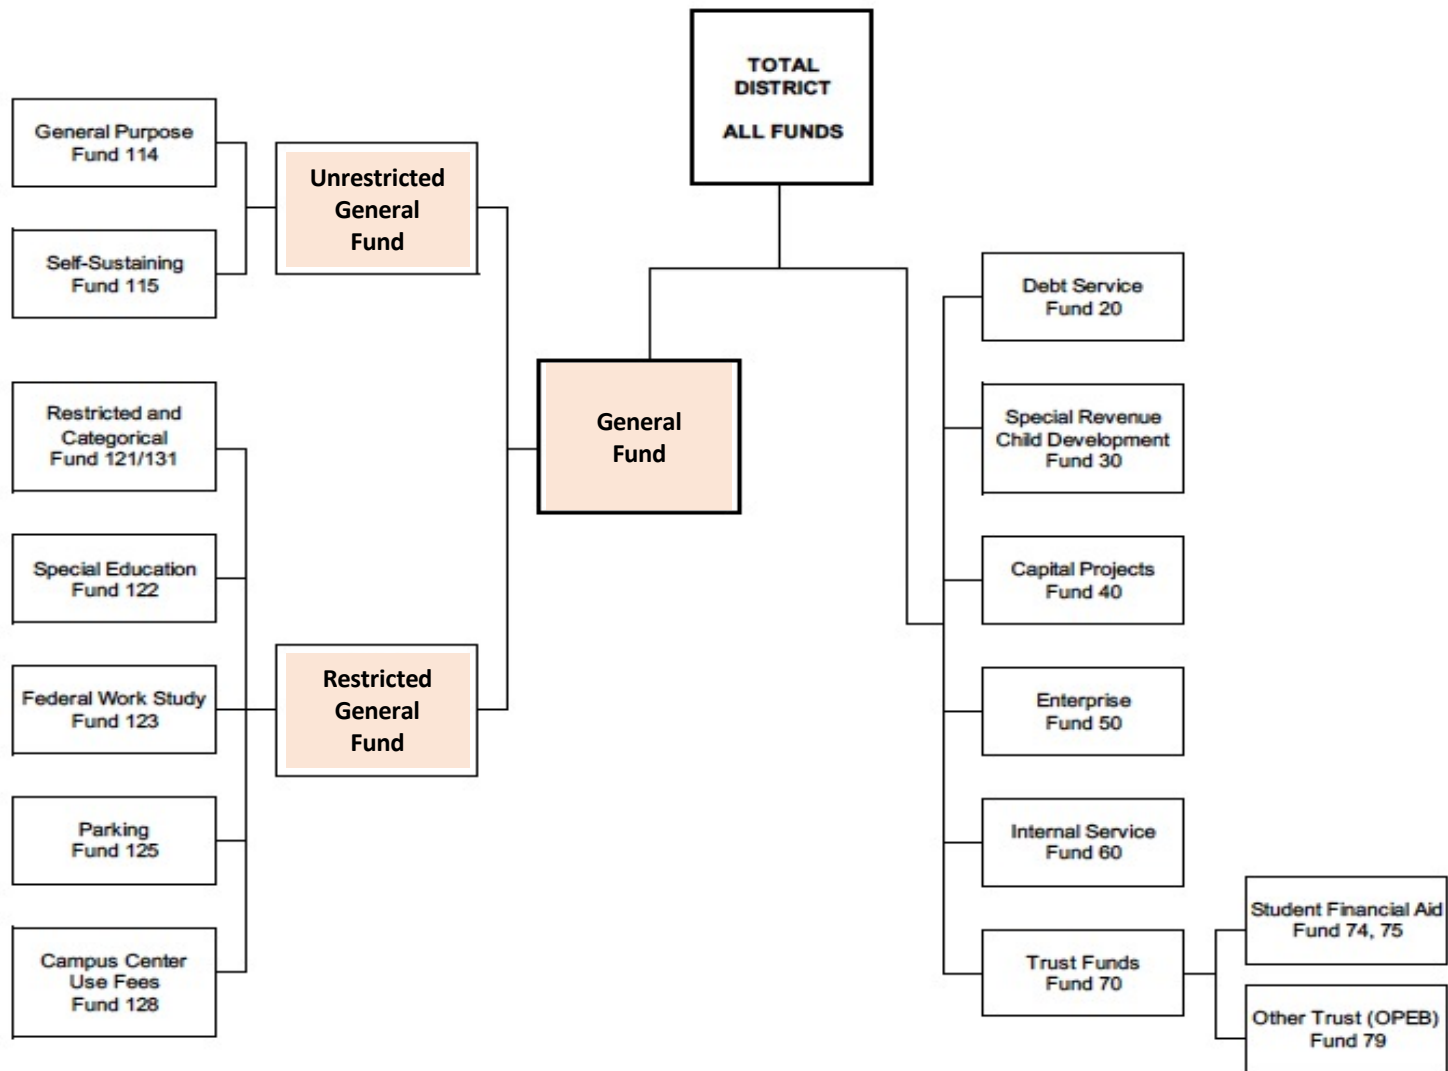 TOTAL
DISTRICT
ALL FUNDS
General Purpose
Fund 114
Self-Sustaining
Fund 115
Unrestricted
General
Fund
Restricted and
Categorical
Fund 121/131
Special Education
Fund 122
Federal Work Study
Fund 123
Parking
Fund 125
Campus Center
Use Fees
Fund 128
Restricted
General
Fund
General
Fund
Debt Service
Fund 20
Special Revenue
Child Development
Fund 30
Capital Projects
Fund 40
Enterprise
Fund 50
Internal Service
Fund 60
Trust Funds
Fund 70
Student Financial Aid
Fund 74, 75
Other Trust (OPEB)
Fund 79